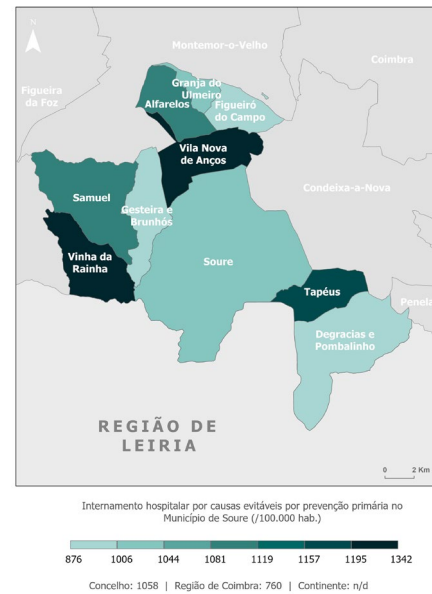 N
Montemor-o-Velho
Coimbra
Figueira
da Foz
Granja do
Ulmeiro
Alfarelos
Figueiró
do Campo
Vila Nova
de Anços
Condeixa-a-Nova
Samuel
Gesteira e
Brunhós
Vinha da
Rainha
Soure
Tapéus
Penela
Degracias e
Pombalinho
REGIÃO DE
LEIRIA
0 2 Km
Internamento hospitalar por causas evitáveis por prevenção primária no
Município de Soure (/100.000 hab.)
876 1006 1044 1081 1119 1157 1195 1342
Concelho: 1058 | Região de Coimbra: 760 | Continente: n/d